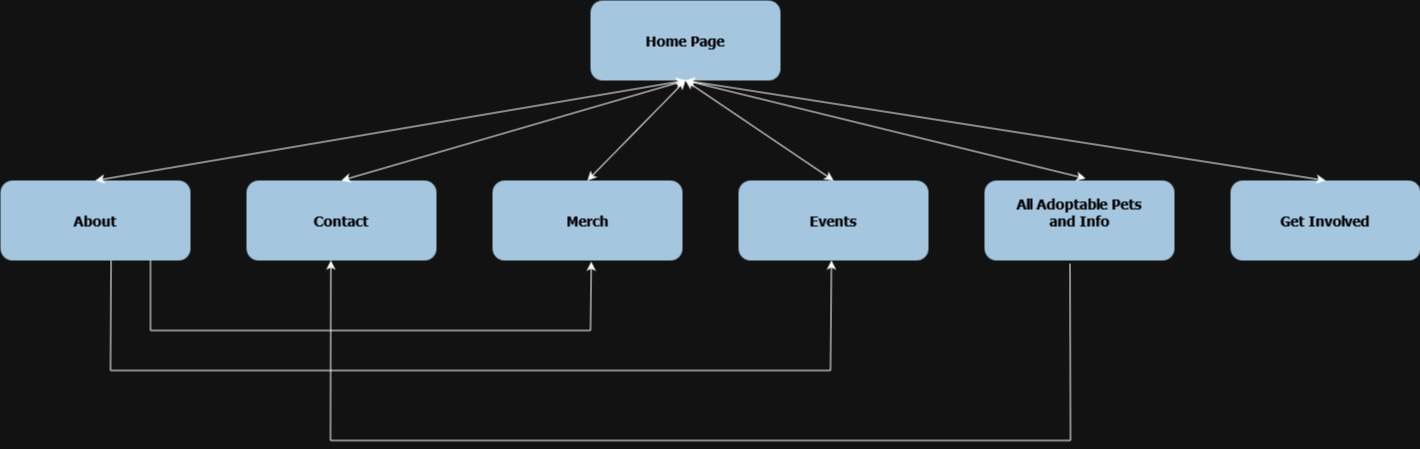 Home Page
About
Contact
Merch
Events
All Adoptable Pets
and Info
Get Involved